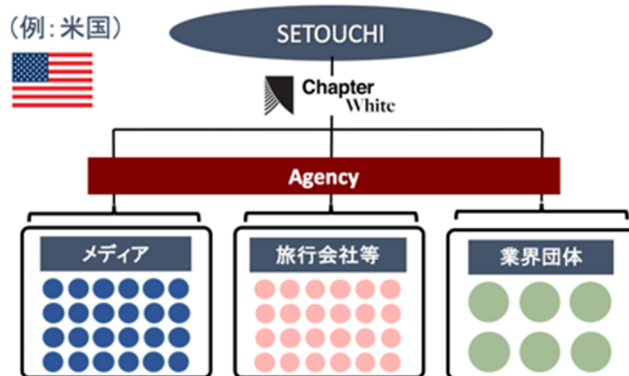 (例:米国)
SETOUCHI
Chapter
White
Agency
メディア
旅行会社等
業界団体